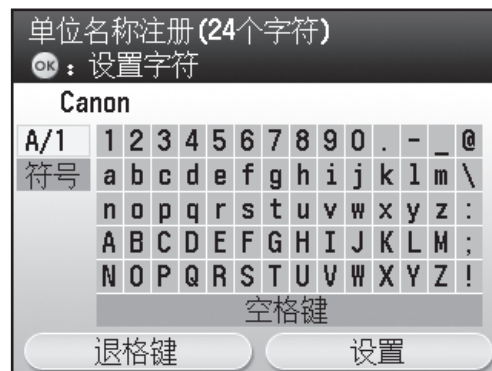 单位名称注册(24个字符)
OK：设置字符
Canon
A/1 1 2 3 4 5 6 7 8 9 0 . - _ @
符号 a b c d e f g h i j k l m \
n o p q r s t u v w x y z :
A B C D E F G H I J K L M ;
N O P Q R S T U V W X Y Z !
空格键
退格键 设置